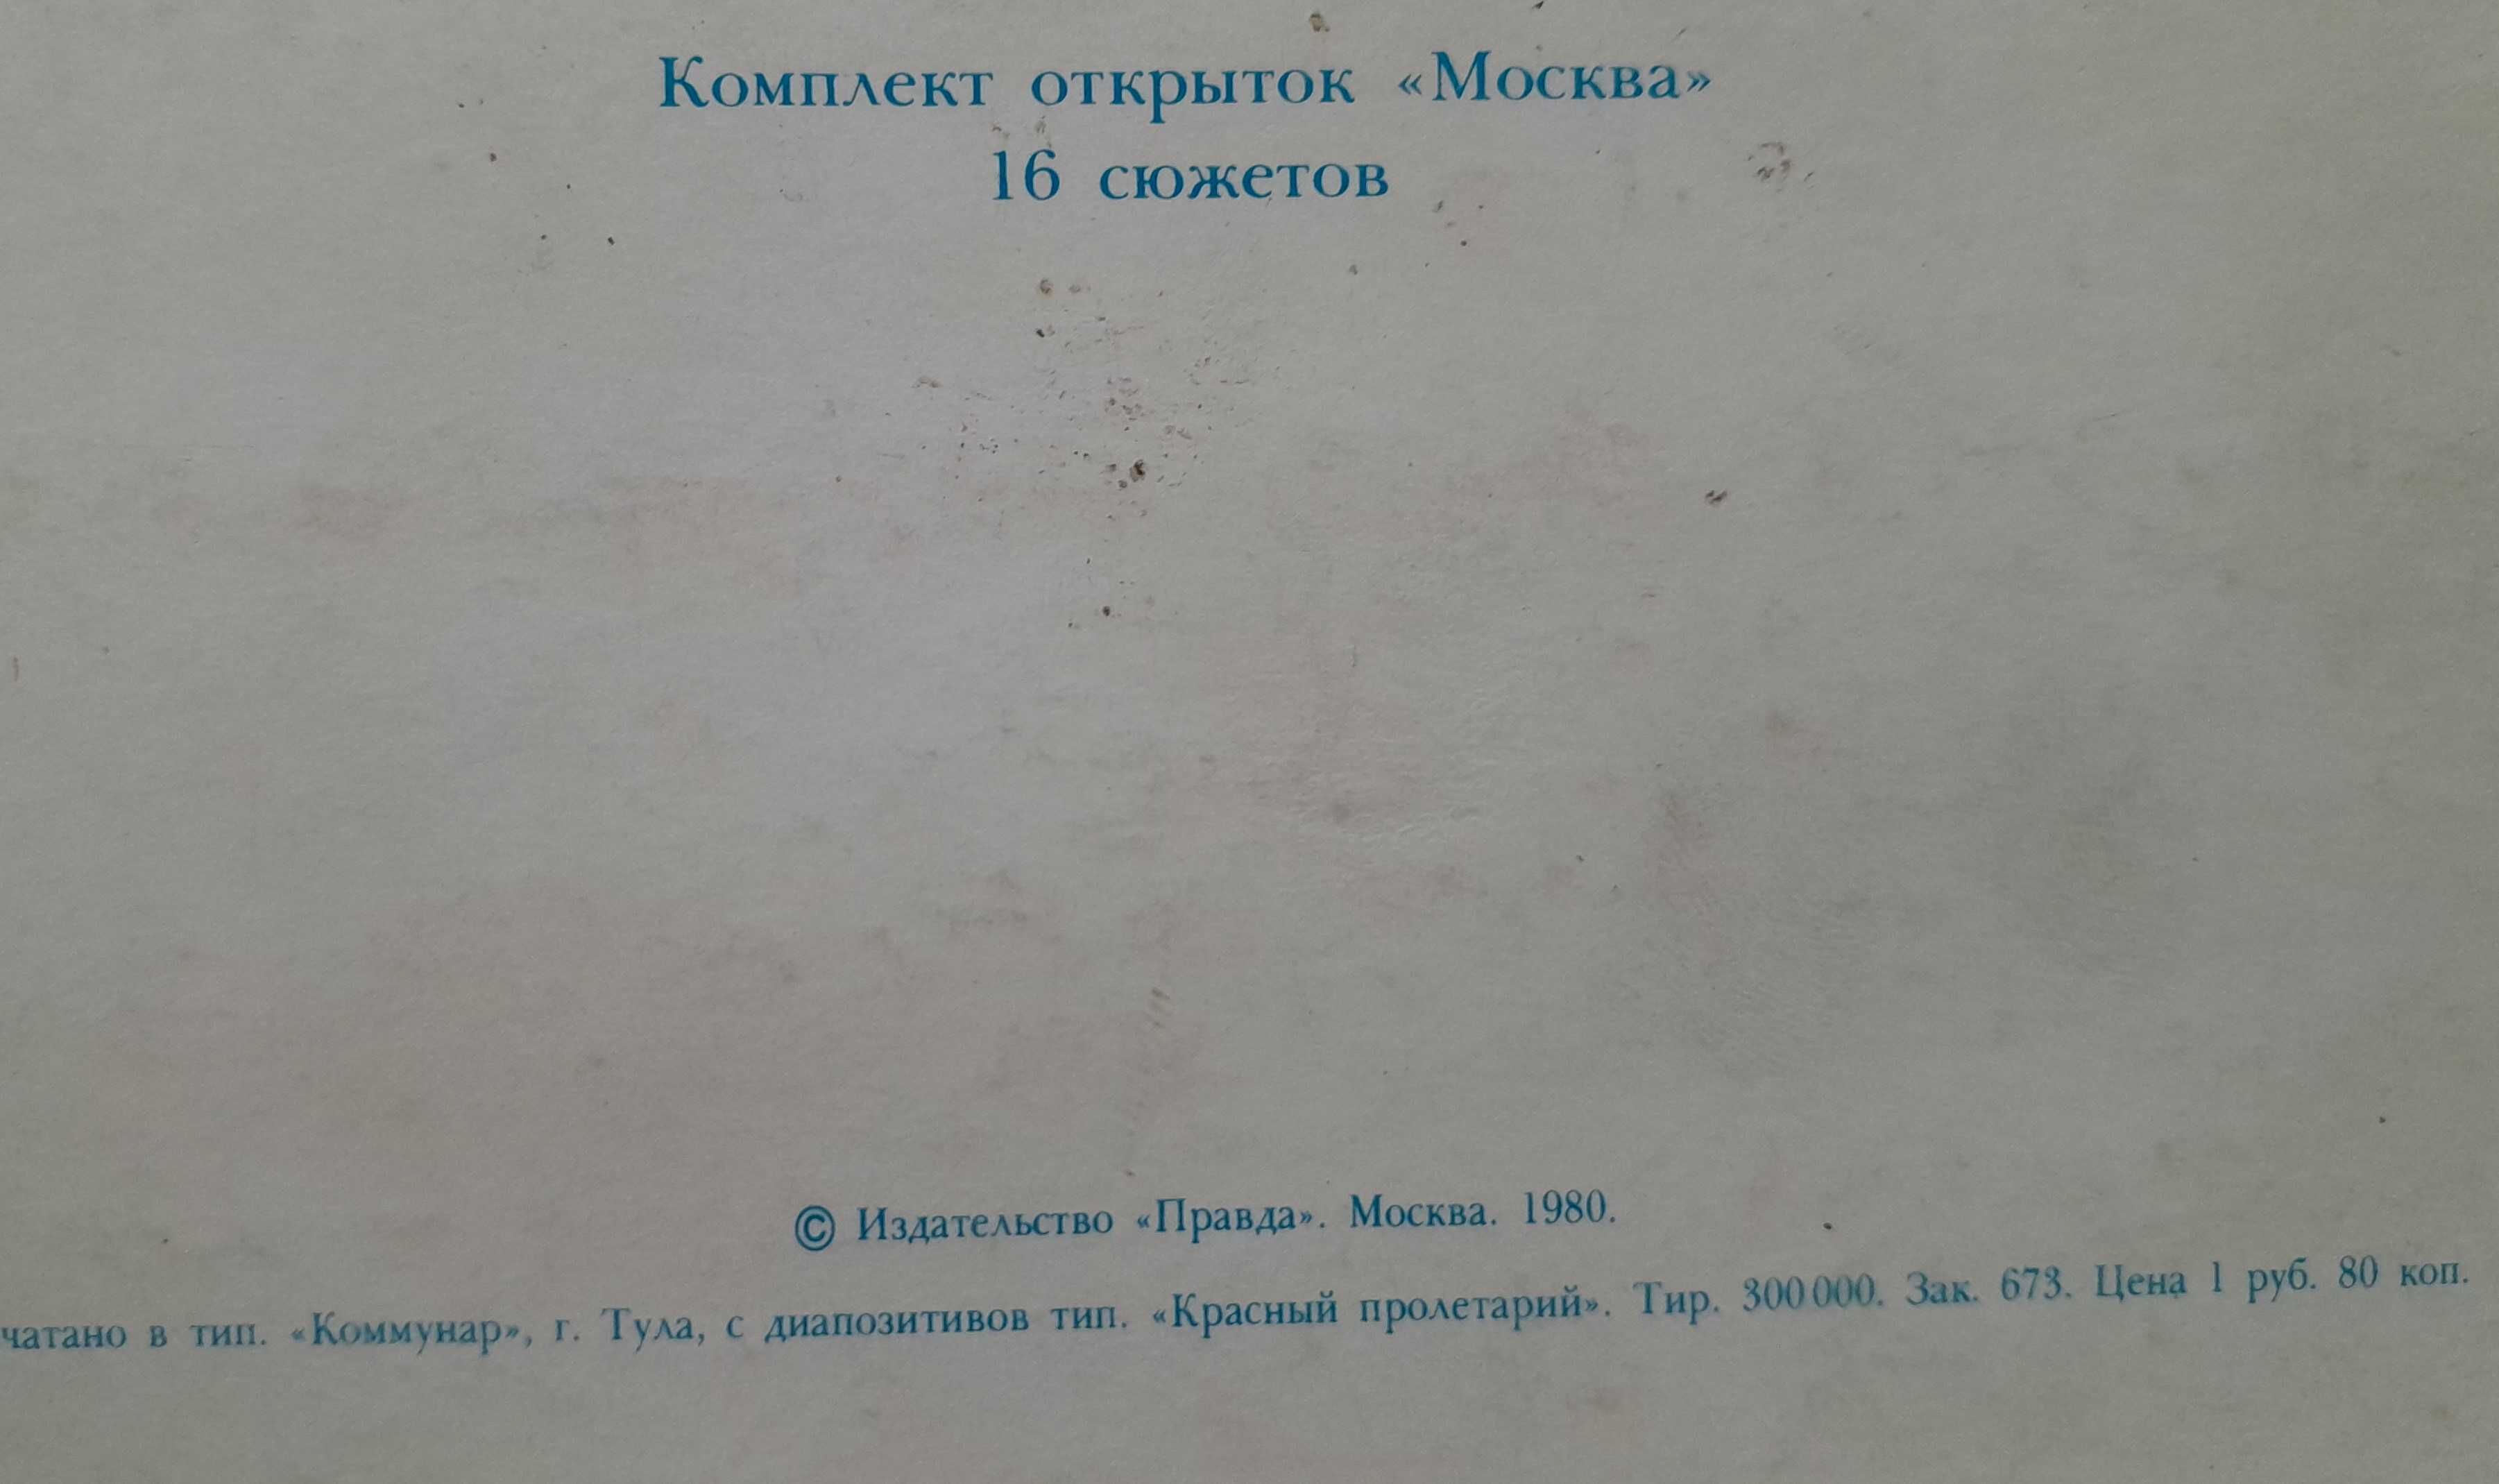 Комплект открыток «Москва»
16 сюжетов
© Издательство «Правда». Москва. 1980.
чатано в тип. «Коммунар», г. Тула, с диапозитивов тип. «Красный пролетарий». Тир. 300 000. Зак. 673. Цена 1 руб. 80 коп.